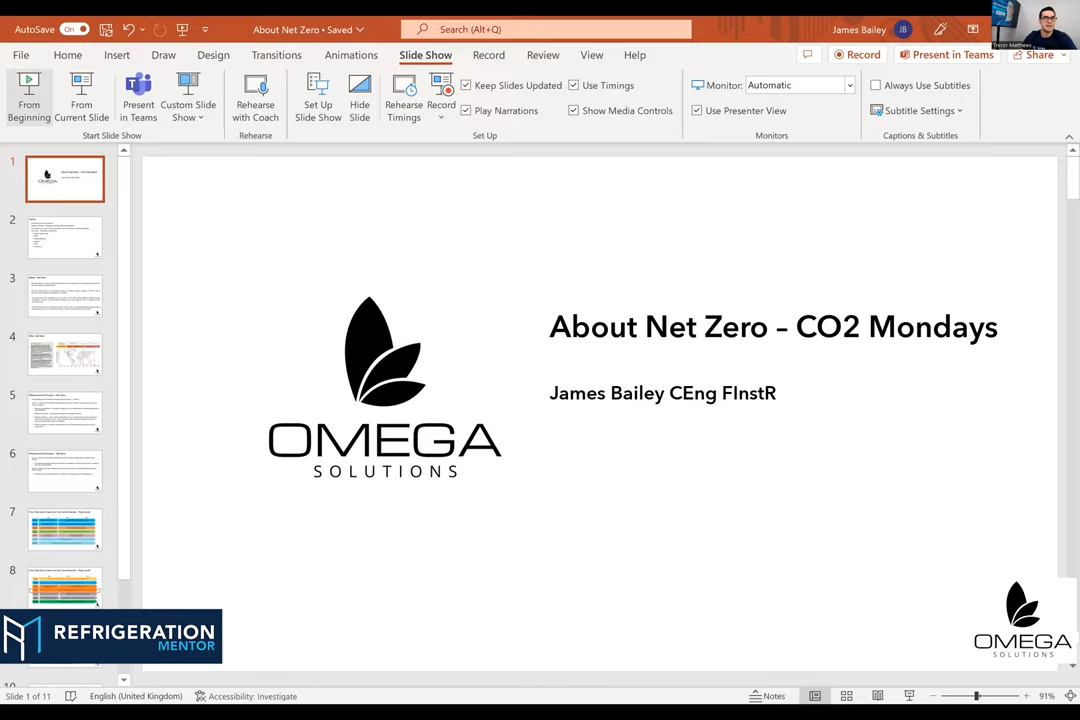 AutoSave On
About Net Zero • Saved
Search (Alt+Q)
James Bailey JB
Trevor Matthews
File Home Insert Draw Design Transitions Animations Slide Show Record Review View Help
Record Present in Teams Share
From Beginning
From Current Slide
Present in Teams
Custom Slide Show
Start Slide Show
Rehearse with Coach
Rehearse
Set Up Slide Show
Hide Slide
Rehearse Timings
Record
Keep Slides Updated
Use Timings
Play Narrations
Show Media Controls
Set Up
Monitor: Automatic
Use Presenter View
Monitors
Always Use Subtitles
Subtitle Settings
Captions & Subtitles
1
2
3
4
5
6
7
8
About Net Zero – CO2 Mondays
James Bailey CEng FInstR
OMEGA
SOLUTIONS
OMEGA
SOLUTIONS
RM REFRIGERATION
MENTOR
Slide 1 of 11 English (United Kingdom) Accessibility: Investigate Notes 91%